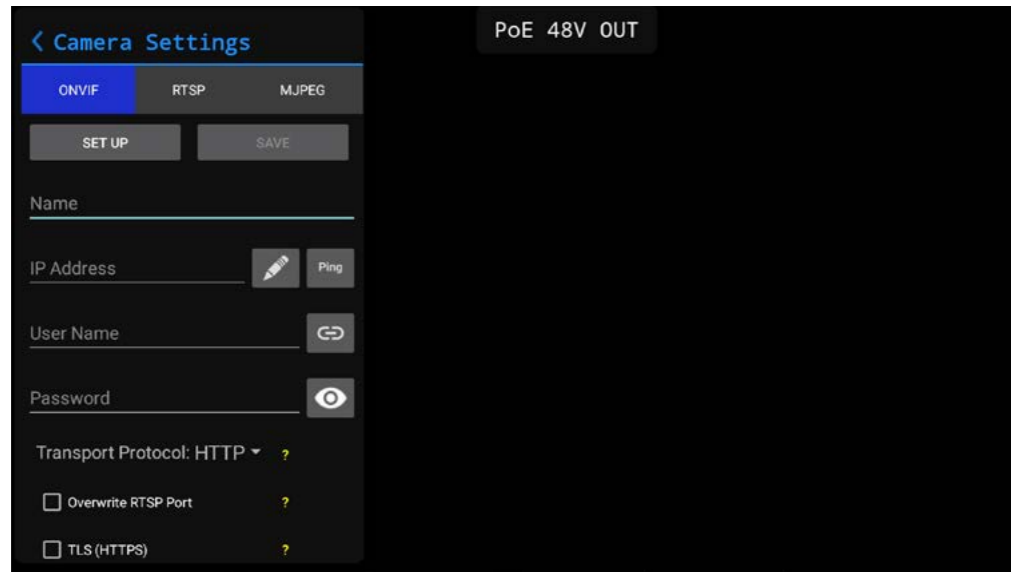 Camera Settings
PoE 48V OUT
ONVIF RTSP MJPEG
SET UP SAVE
Name
IP Address Ping
User Name
Password
Transport Protocol: HTTP ?
Overwrite RTSP Port ?
TLS (HTTPS) ?